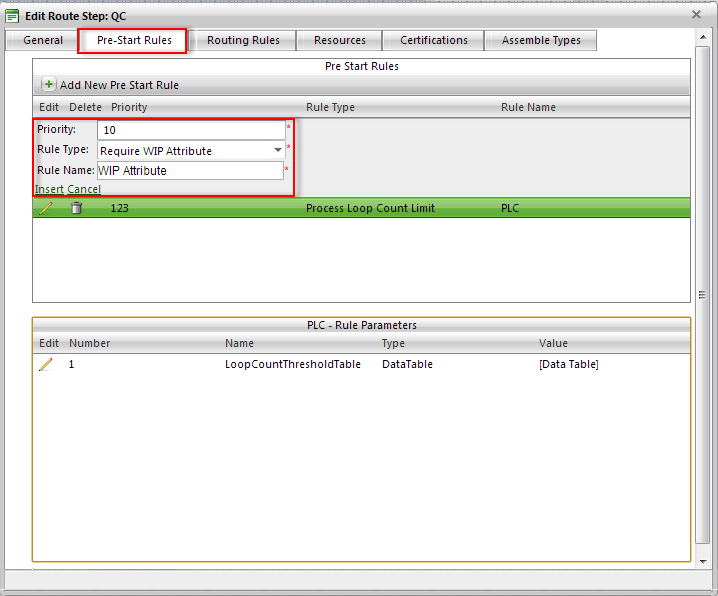 Edit Route Step: QC
General Pre-Start Rules Routing Rules Resources Certifications Assemble Types
Pre Start Rules
Add New Pre Start Rule
Edit Delete Priority Rule Type Rule Name
Priority: 10 *
Rule Type: Require WIP Attribute *
Rule Name: WIP Attribute *
Insert Cancel
123 Process Loop Count Limit PLC
PLC - Rule Parameters
Edit Number Name Type Value
1 LoopCountThresholdTable DataTable [Data Table]